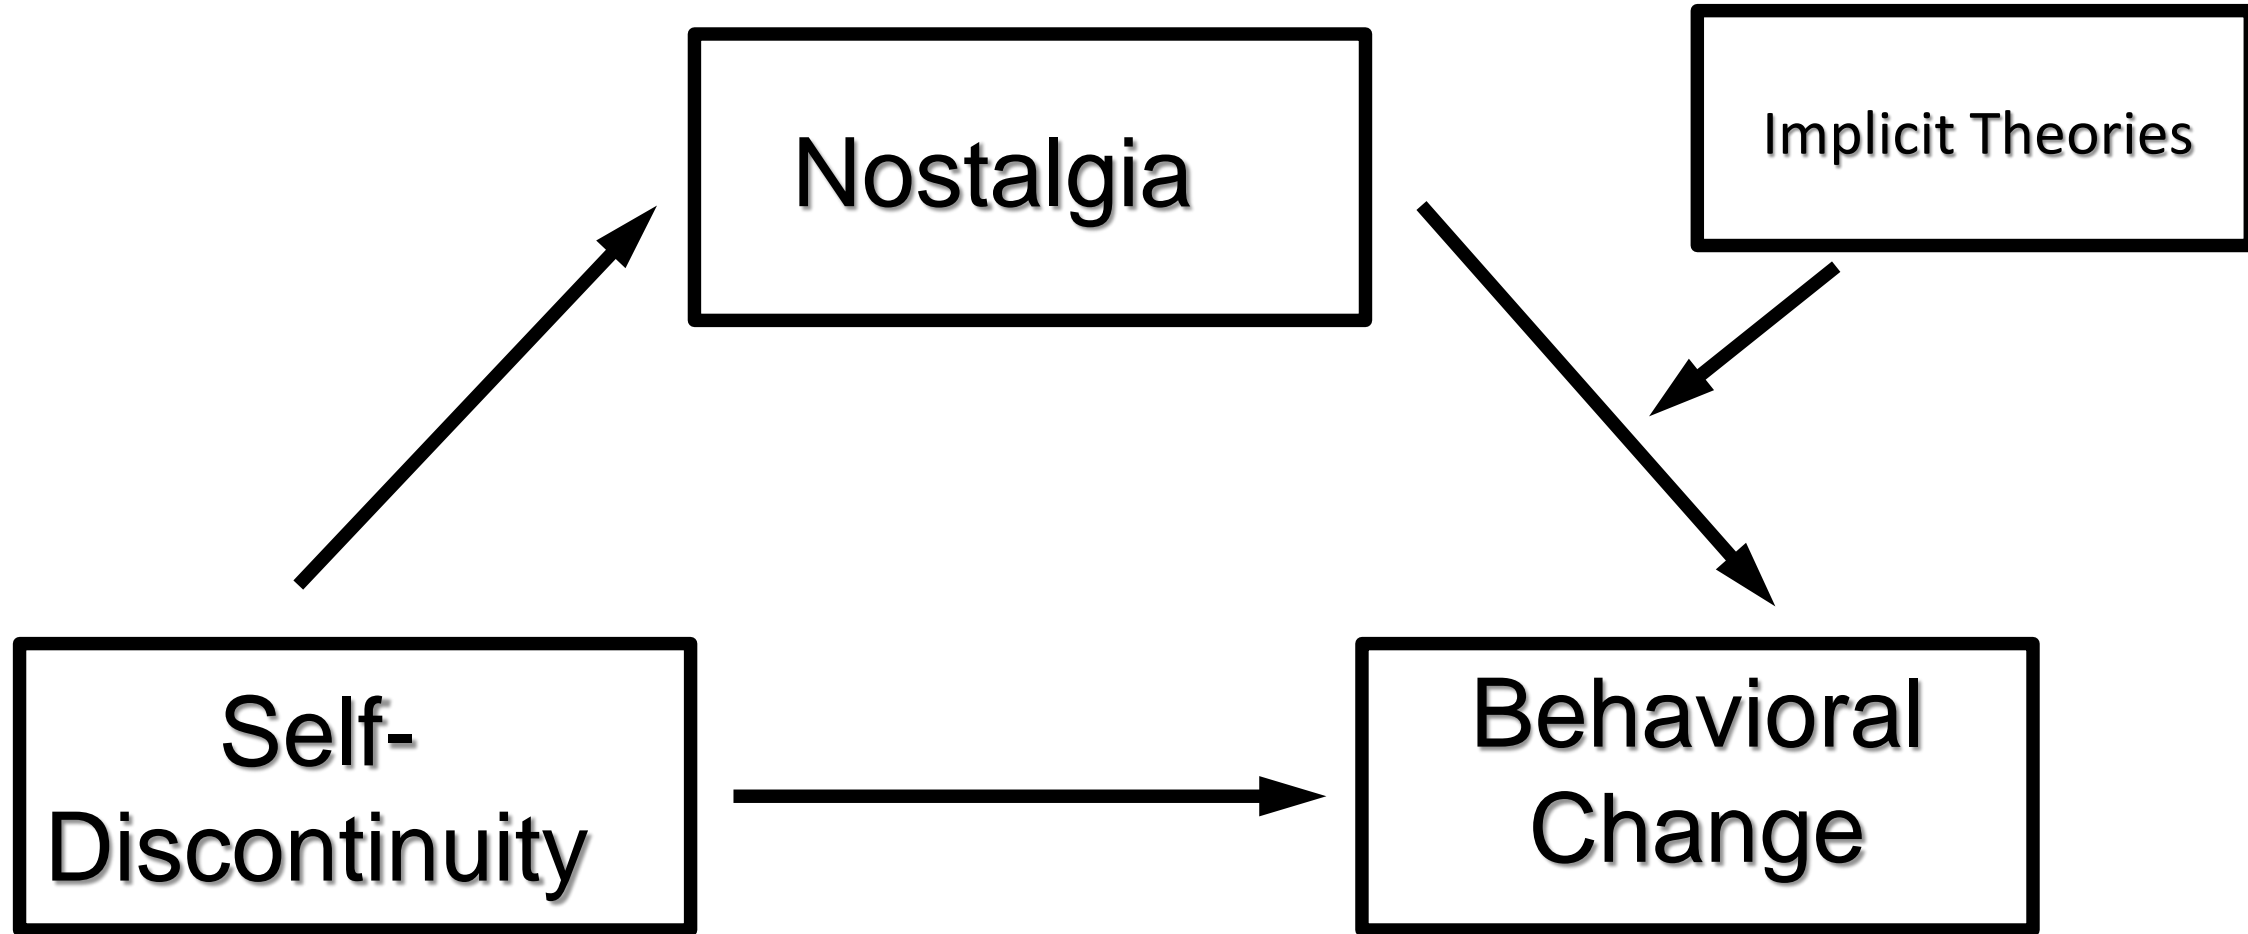 Nostalgia
Implicit Theories
Self-
Discontinuity
Behavioral
Change